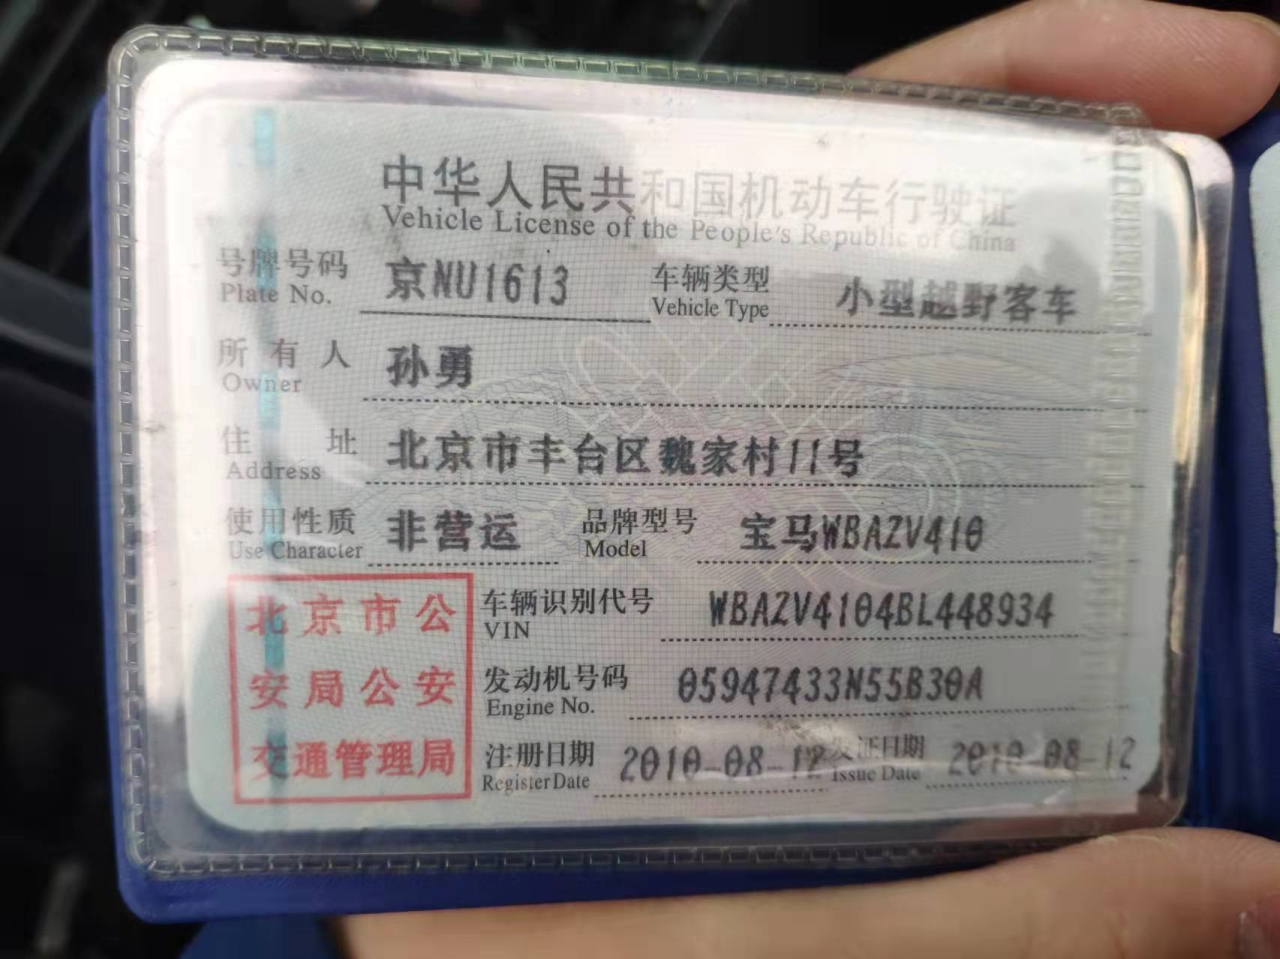 中华人民共和国机动车行驶证
Vehicle License of the People's Republic of China
号牌号码 京NU1613 车辆类型 小型越野客车
Plate No. Vehicle Type
所有人 孙勇
Owner
住址 北京市丰台区魏家村11号
Address
使用性质 非营运 品牌型号 宝马WBAZV410
Use Character Model
北京市公
安局公安
交通管理局
车辆识别代号 WBAZV4104BL448934
VIN
发动机号码 05947433N55B30A
Engine No.
注册日期 2010-08-12 发证日期 2010-08-12
Register Date Issue Date